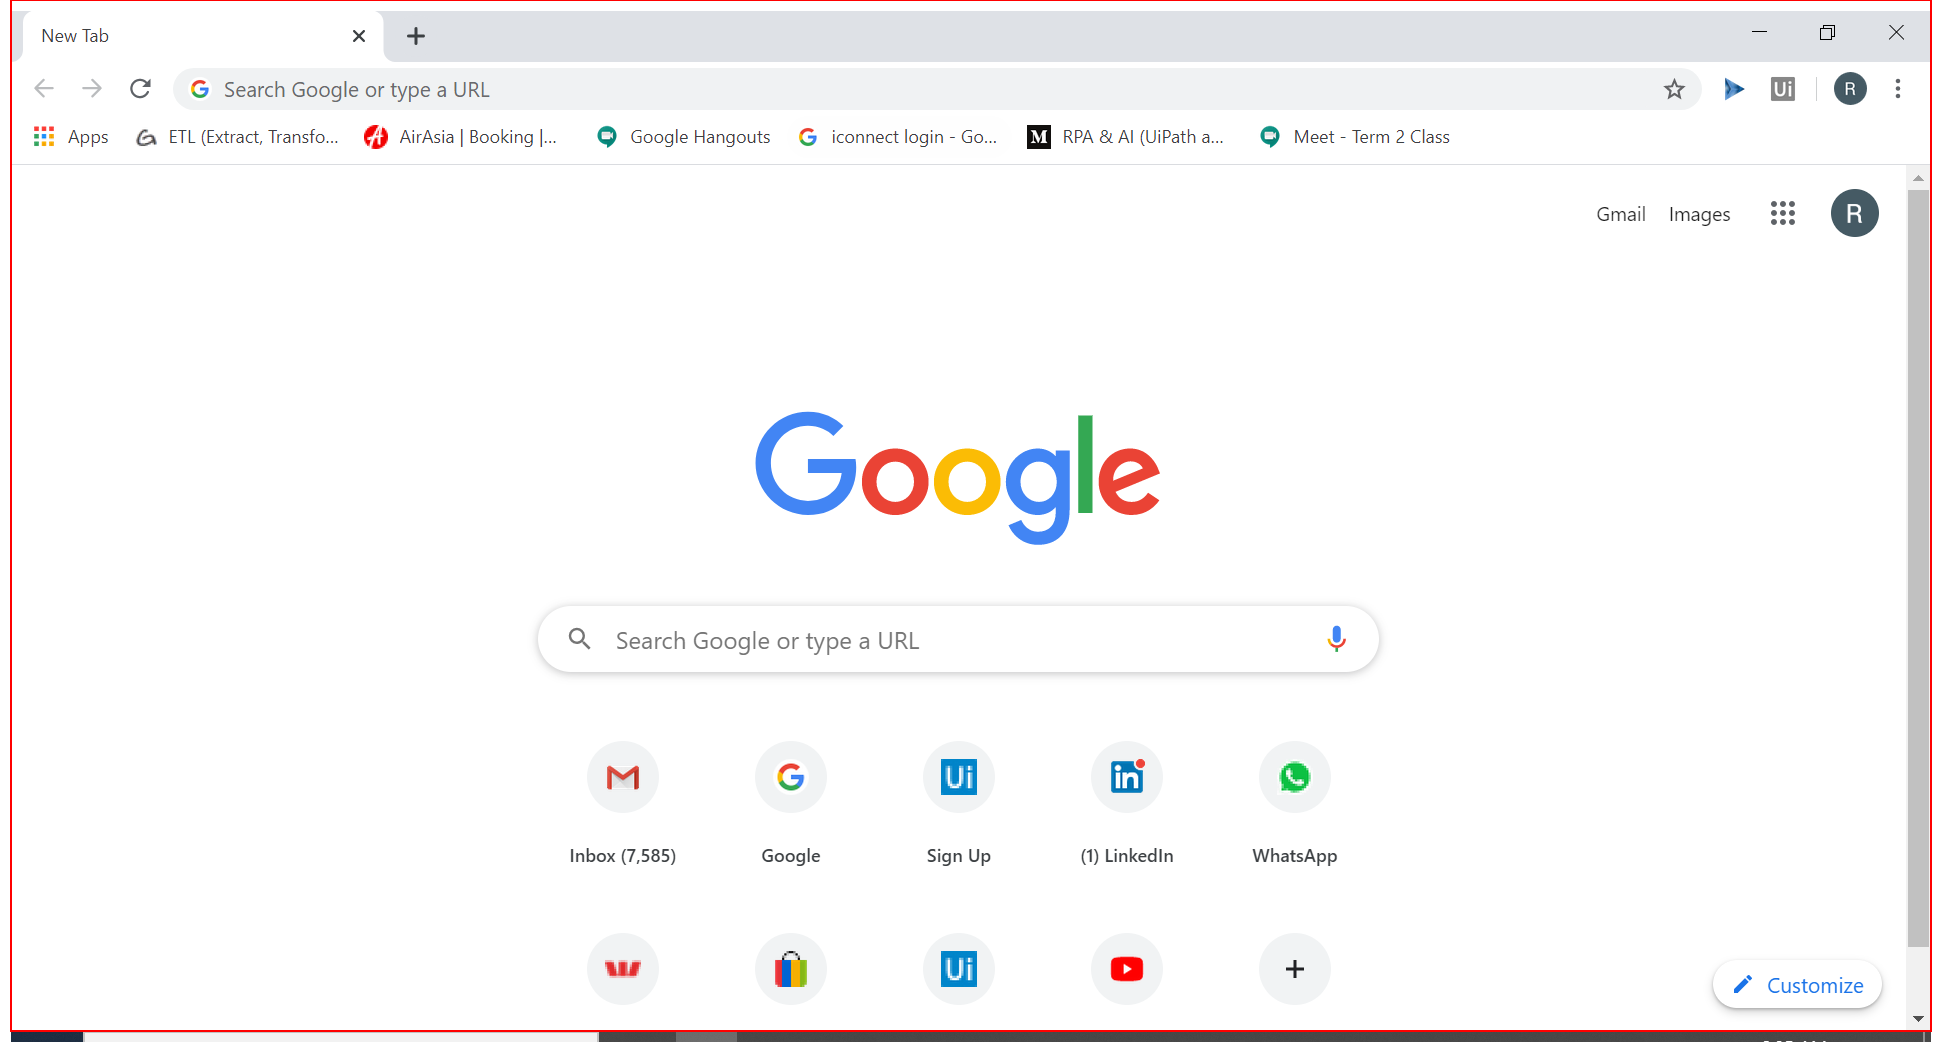 New Tab
Search Google or type a URL
Ui
R
Apps
ETL (Extract, Transfo...
AirAsia | Booking |...
Google Hangouts
iconnect login - Go...
M
RPA & AI (UiPath a...
Meet - Term 2 Class
Gmail
Images
R
Google
Search Google or type a URL
Ui
in
Inbox (7,585)
Google
Sign Up
(1) LinkedIn
WhatsApp
Ui
Customize